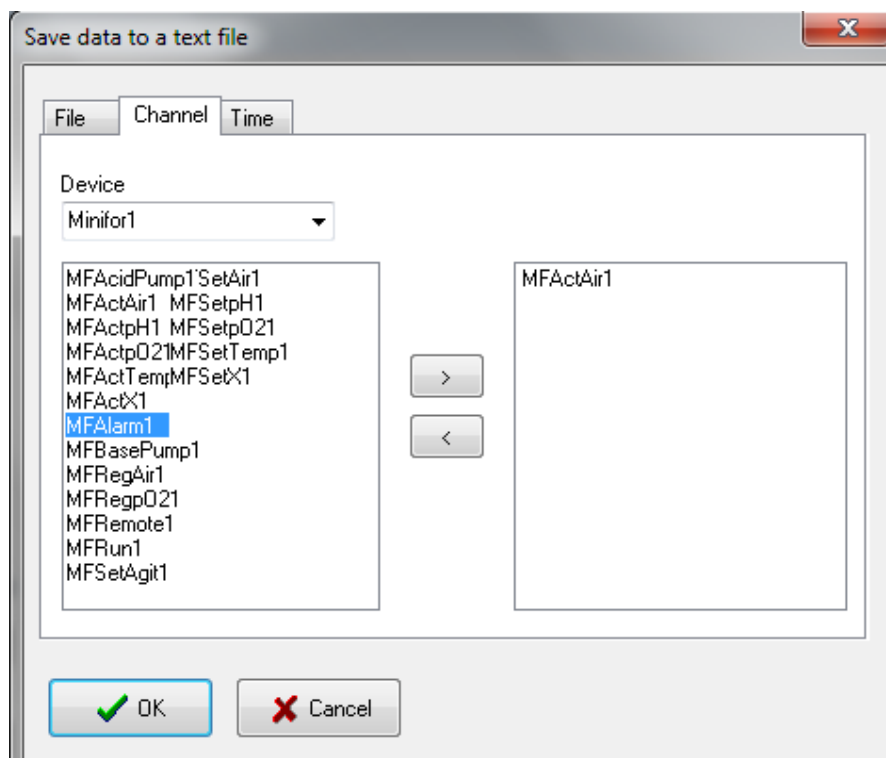 Save data to a text file
File Channel Time
Device
Minifor1
MFAcidPump1 SetAir1
MFActAir1 MFSetpH1
MFActpH1 MFSetpO21
MFActpO21 MFSetTemp1
MFActTemp MFSetX1
MFActX1
MFAlarm1
MFBasePump1
MFRegAir1
MFRegpO21
MFRemote1
MFRun1
MFSetAgit1
>
<
MFActAir1
OK Cancel